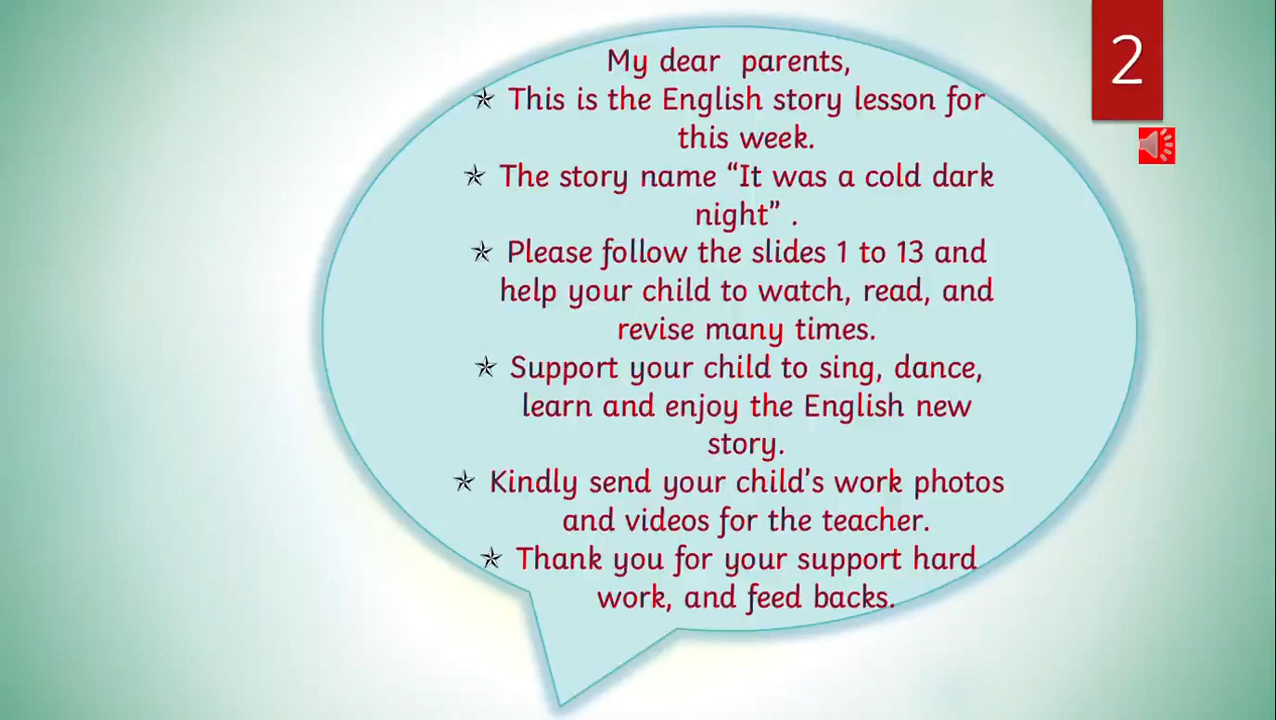 2
My dear parents,
✯ This is the English story lesson for
this week.
✯ The story name “It was a cold dark
night” .
✯ Please follow the slides 1 to 13 and
help your child to watch, read, and
revise many times.
✯ Support your child to sing, dance,
learn and enjoy the English new
story.
✯ Kindly send your child’s work photos
and videos for the teacher.
✯ Thank you for your support hard
work, and feed backs.